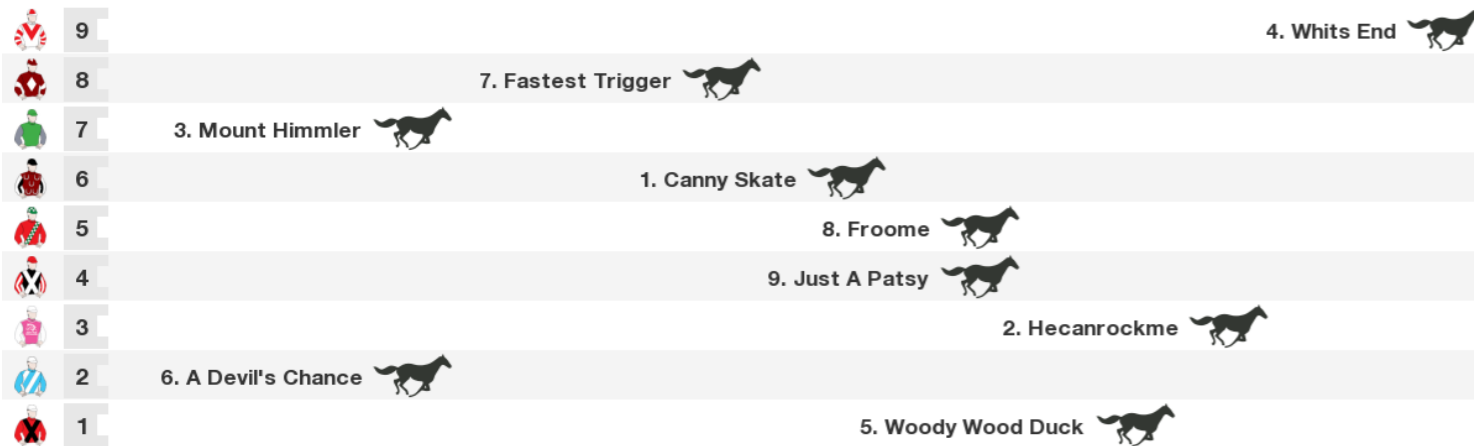 9 4. Whits End
8 7. Fastest Trigger
7 3. Mount Himmler
6 1. Canny Skate
5 8. Froome
4 9. Just A Patsy
3 2. Hecanrockme
2 6. A Devil's Chance
1 5. Woody Wood Duck